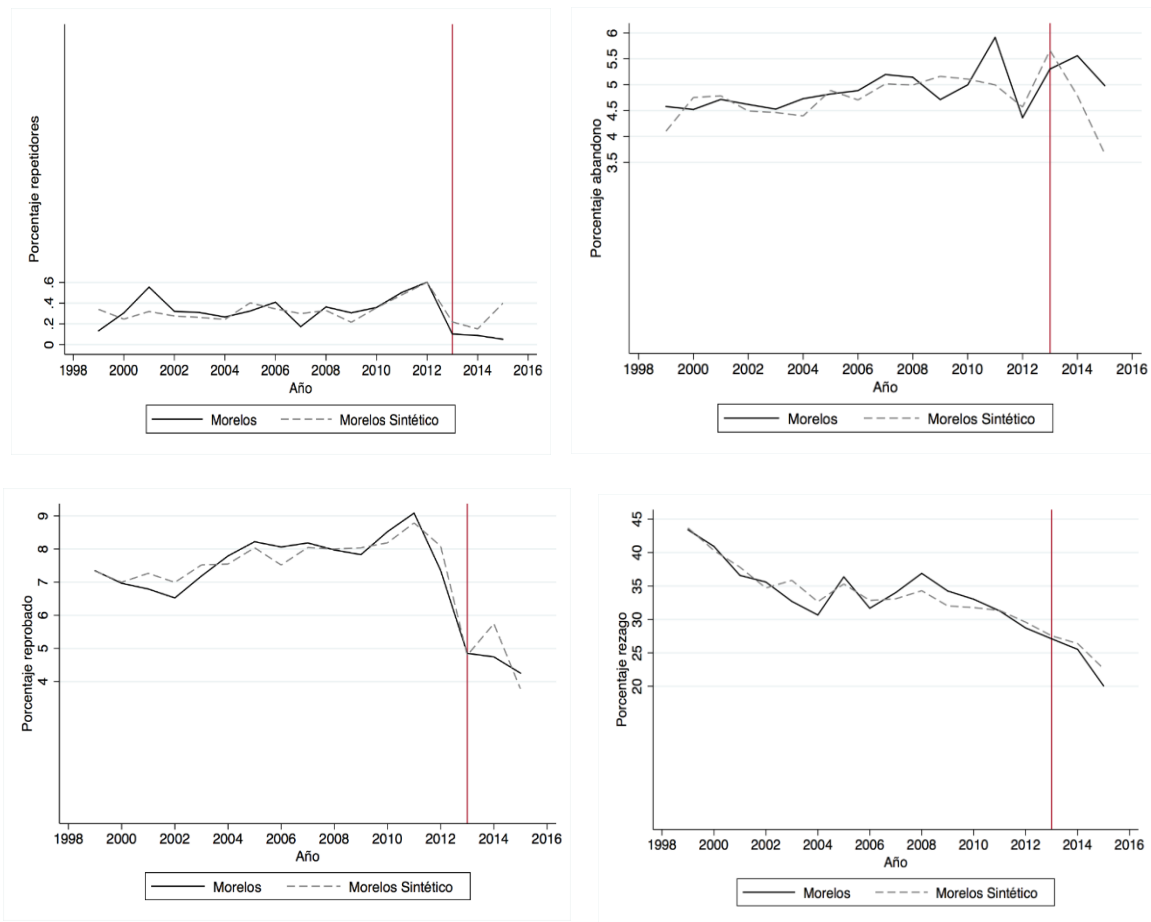 Porcentaje repetidores
.6
.4
.2
0
1998 2000 2002 2004 2006 2008 2010 2012 2014 2016
Año
Morelos Morelos Sintético
Porcentaje abandono
6
5.5
5
4.5
4
3.5
1998 2000 2002 2004 2006 2008 2010 2012 2014 2016
Año
Morelos Morelos Sintético
Porcentaje reprobado
9
8
7
6
5
4
1998 2000 2002 2004 2006 2008 2010 2012 2014 2016
Año
Morelos Morelos Sintético
Porcentaje rezago
45
40
35
30
25
20
1998 2000 2002 2004 2006 2008 2010 2012 2014 2016
Año
Morelos Morelos Sintético